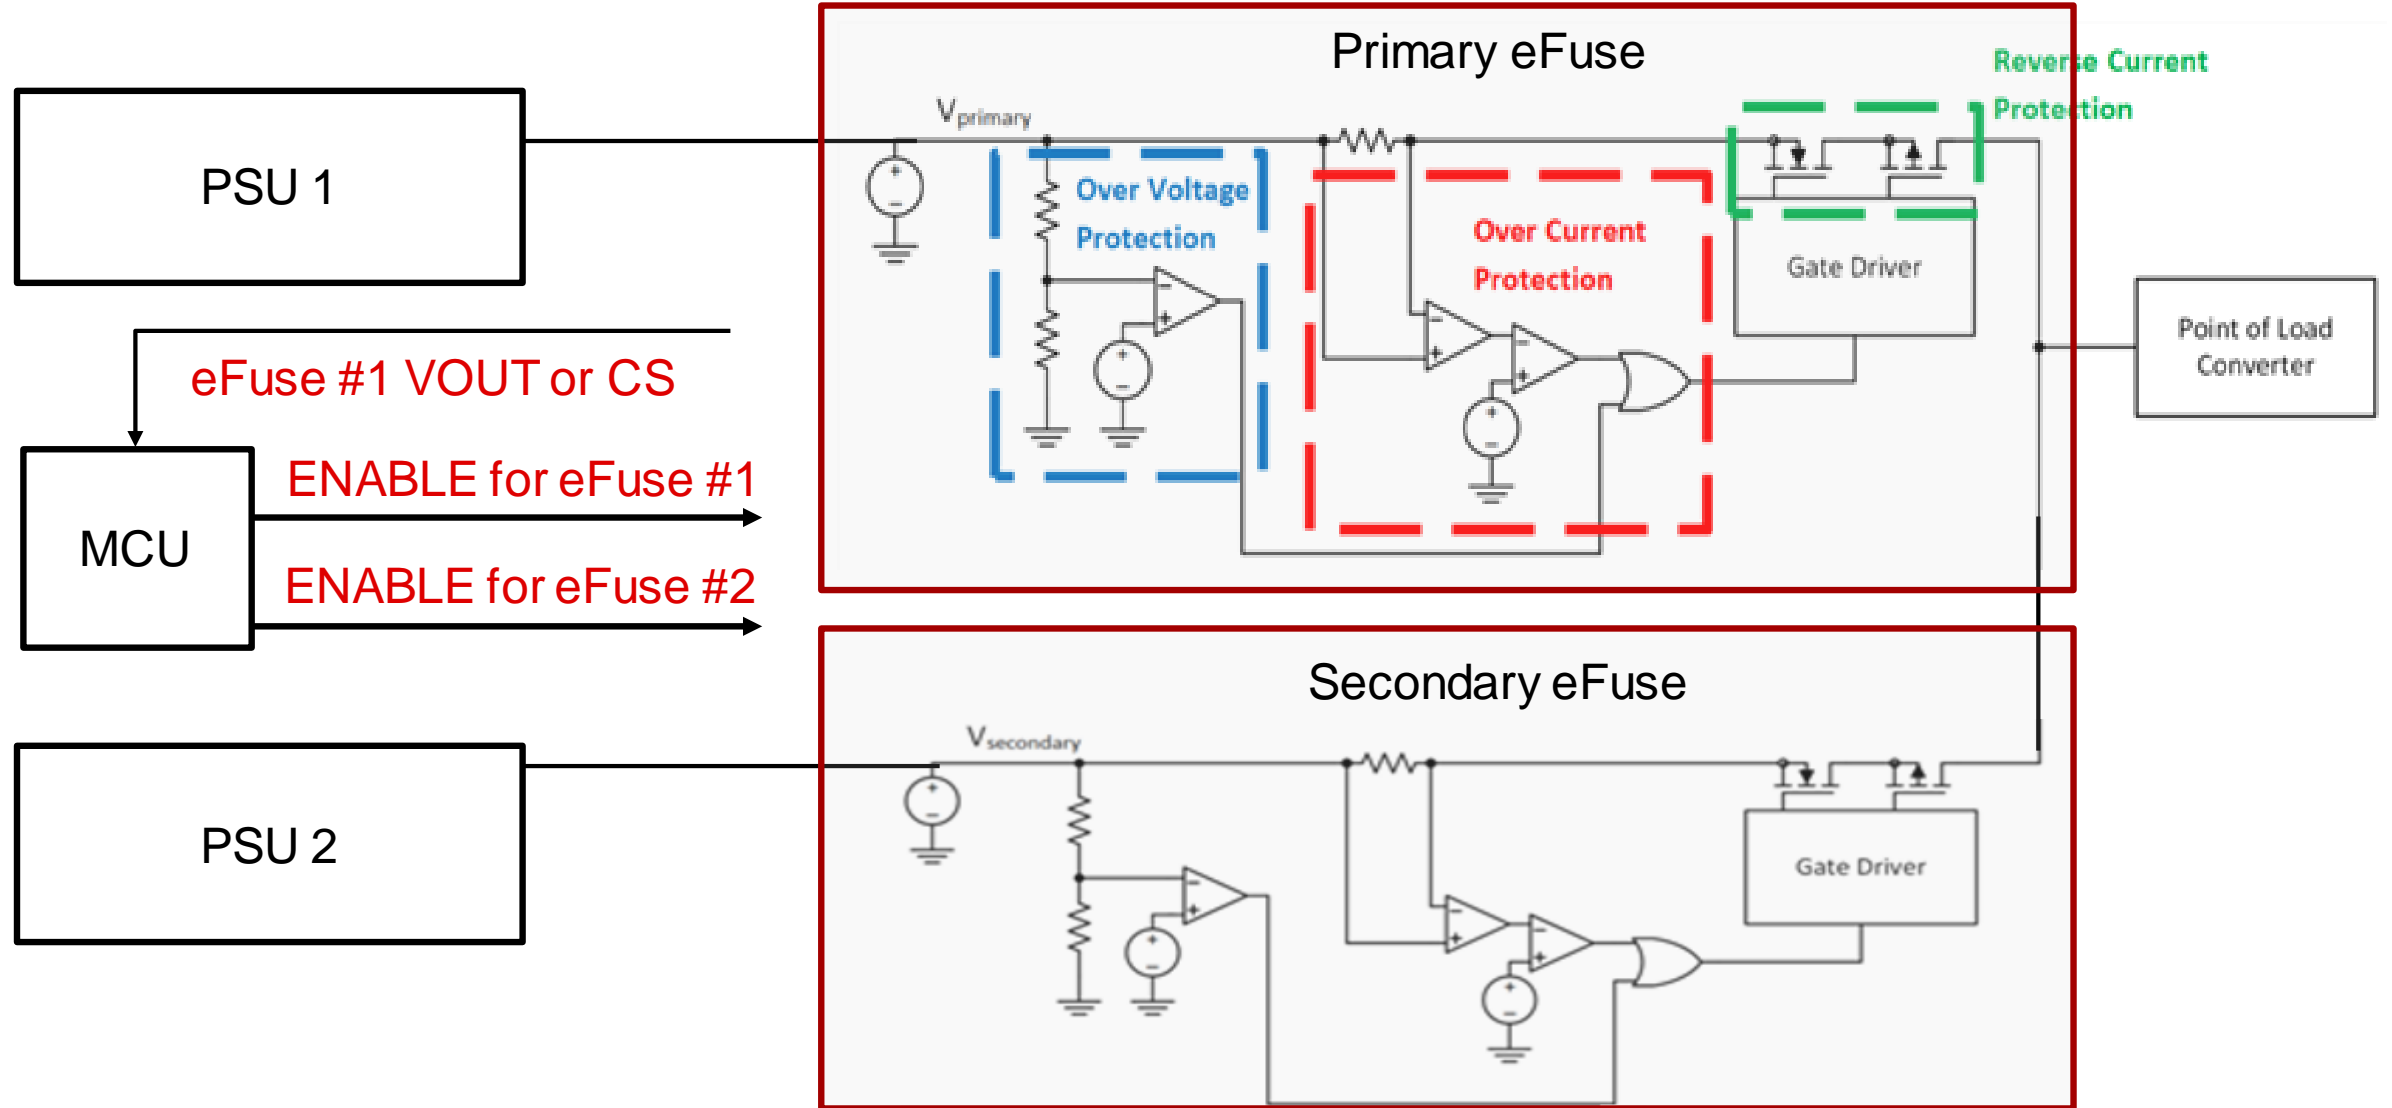 Primary eFuse
Reverse Current
Protection
PSU 1
Vprimary
Over Voltage
Protection
Over Current
Protection
Gate Driver
Point of Load
Converter
eFuse #1 VOUT or CS
MCU
ENABLE for eFuse #1
ENABLE for eFuse #2
Secondary eFuse
PSU 2
Vsecondary
Gate Driver